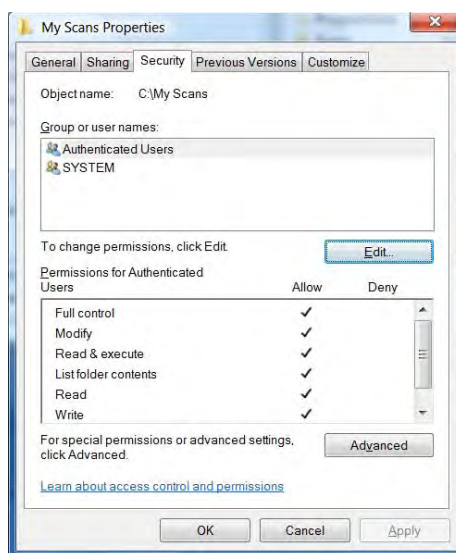 My Scans Properties
General Sharing Security Previous Versions Customize
Object name: C:\My Scans
Group or user names:
Authenticated Users
SYSTEM
To change permissions, click Edit.
Edit...
Permissions for Authenticated
Users Allow Deny
Full control
Modify
Read & execute
List folder contents
Read
Write
For special permissions or advanced settings,
click Advanced.
Advanced
Learn about access control and permissions
OK Cancel Apply